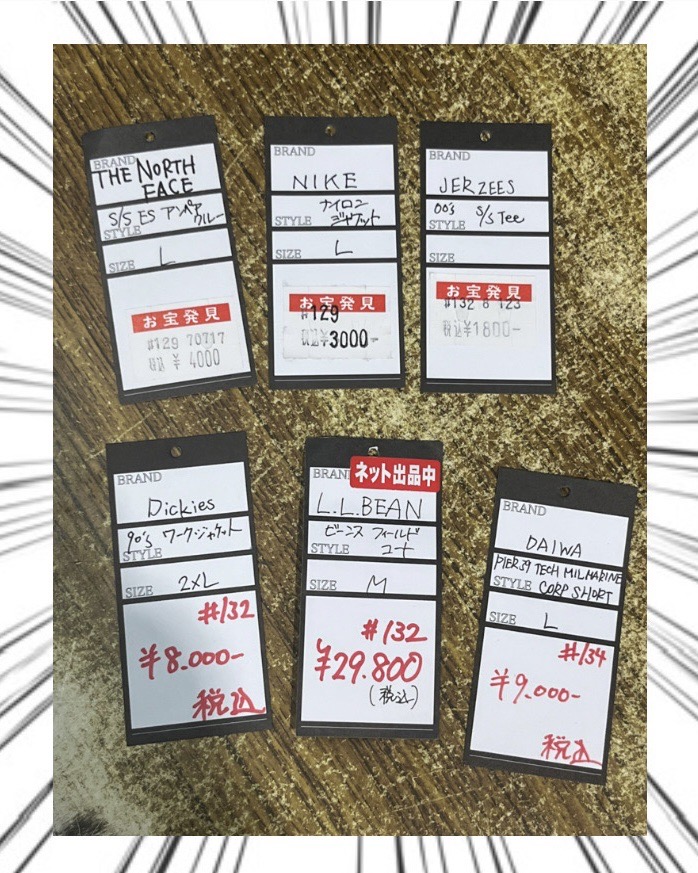 BRAND
THE NORTH
FACE
S/S ES アンペア
クルー
STYLE
SIZE
L
お宝発見
#129 70717
税込 ¥ 4000
BRAND
NIKE
ナイロン
STYLE ジャケット
SIZE L
お宝発見
#129
税込¥3000-
BRAND
JERZEES
00's S/S Tee
STYLE
SIZE
お宝発見
#132 6 123
税込¥1800-
BRAND
Dickies
90's ワークジャケット
STYLE
SIZE 2XL
#132
¥8.000-
税込
ネット出品中
BRAND
L.L.BEAN
ビーンズ フィールド
STYLE コート
SIZE M
#132
¥29.800
(税込)
BRAND
DAIWA
PIER39 TECH MIL MARINE
STYLE CORP SHORT
SIZE L
#134
¥9.000-
税込